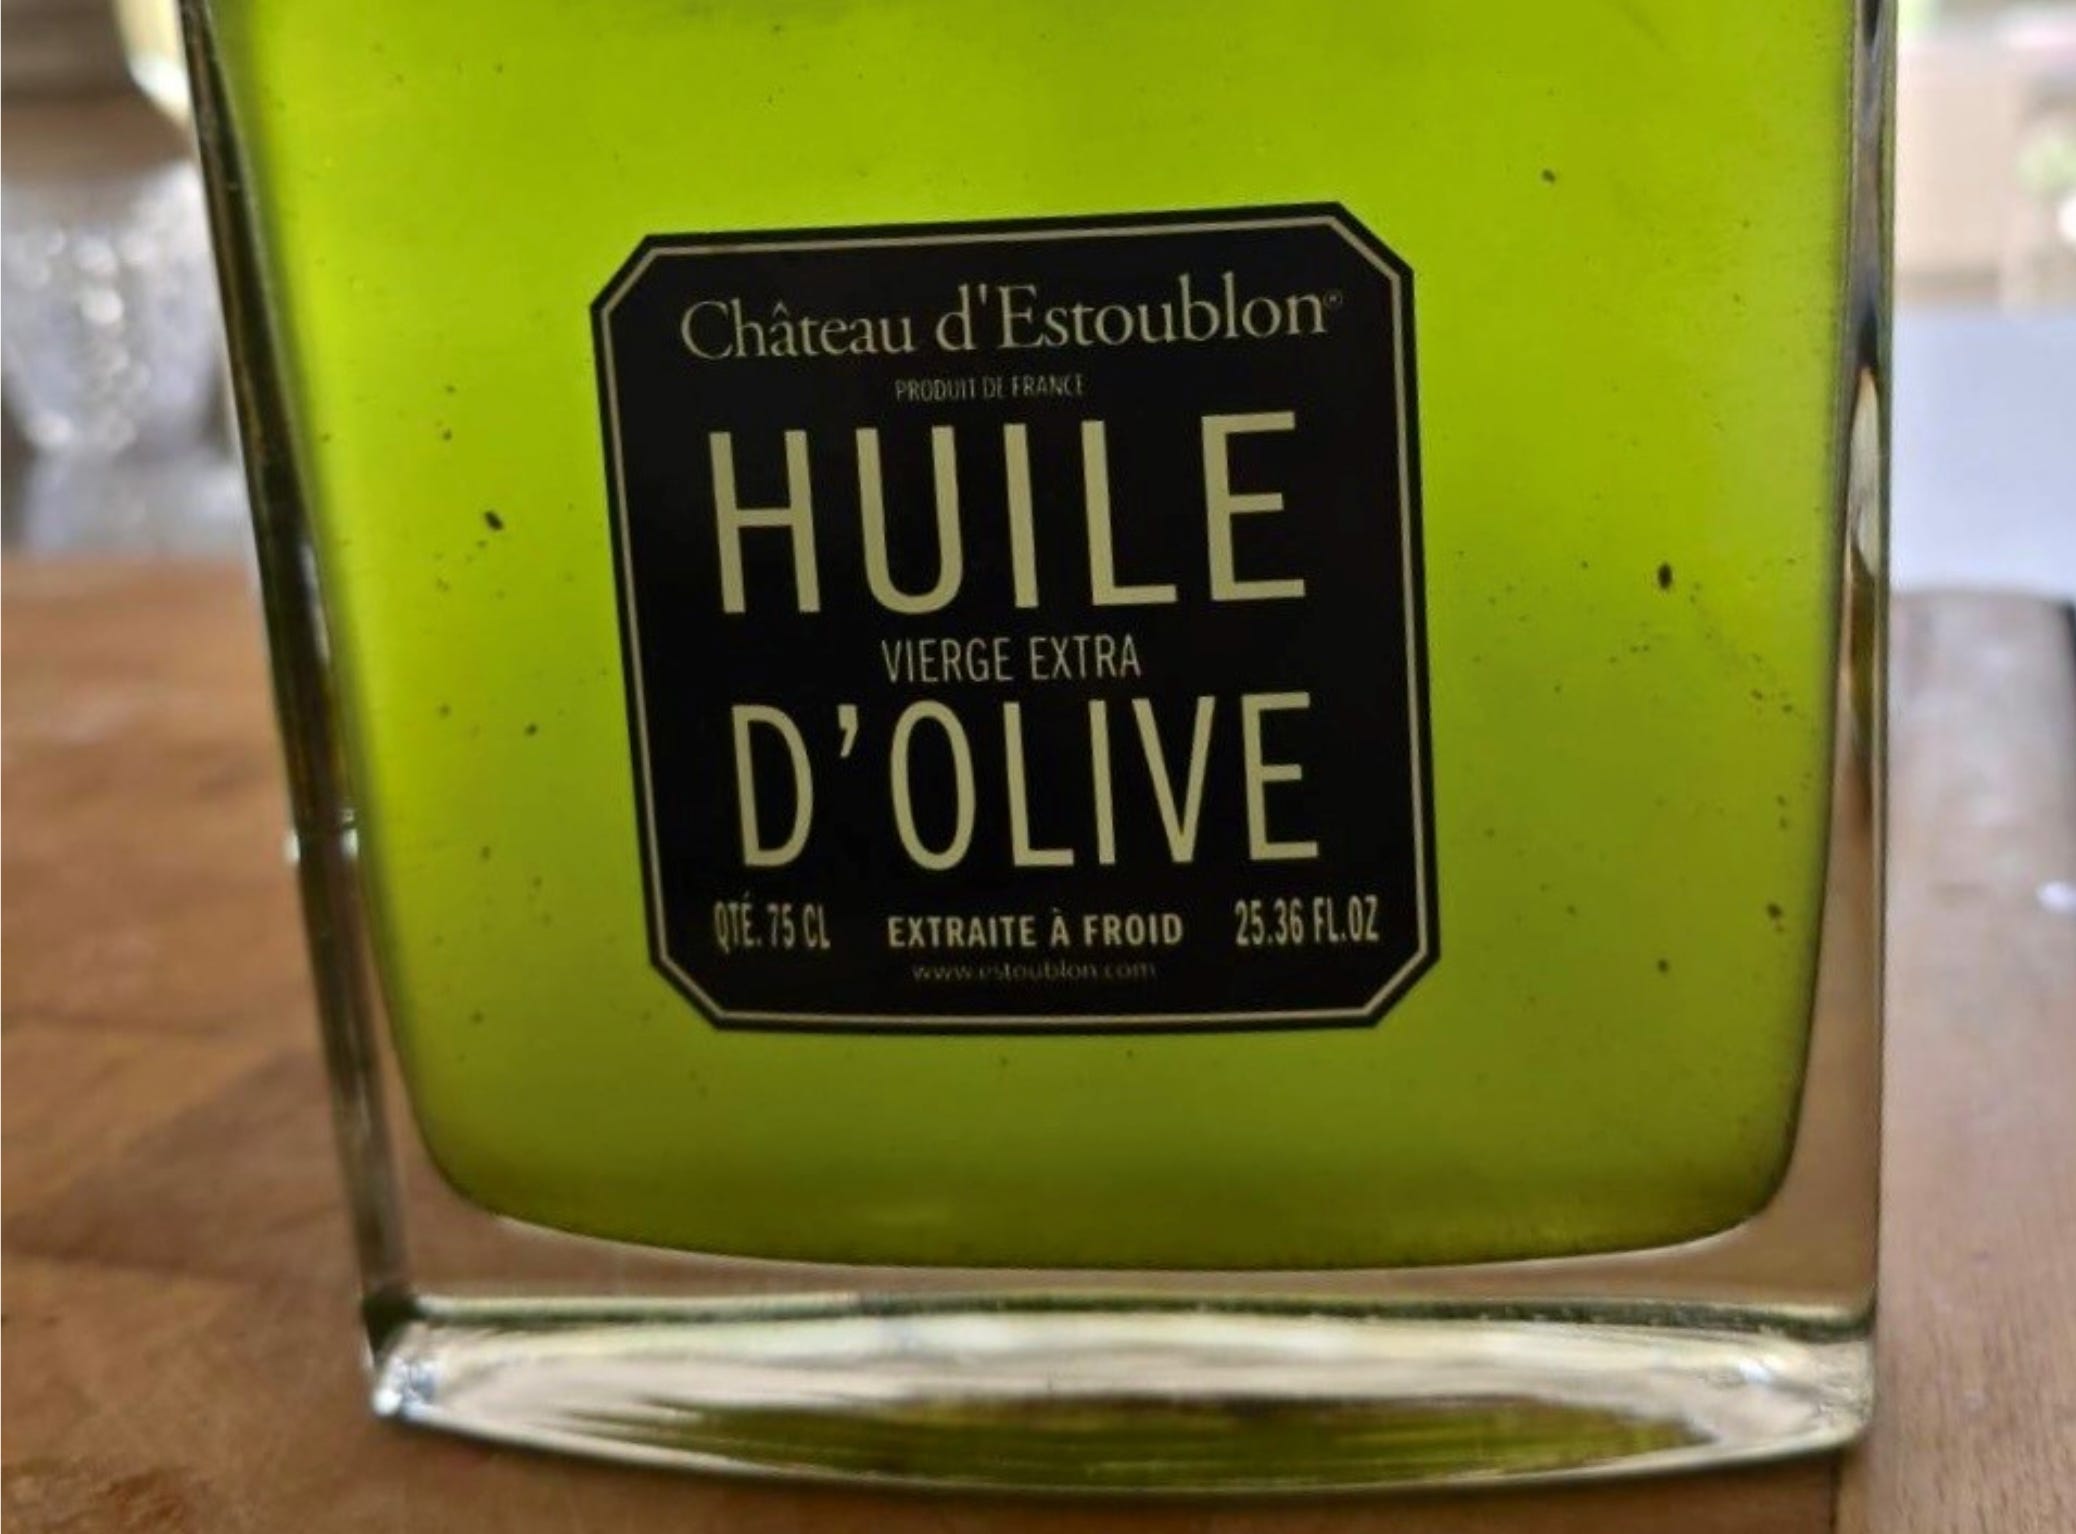 Château d'Estoublon®
PRODUIT DE FRANCE
HUILE
VIERGE EXTRA
D’OLIVE
QTÉ. 75 CL EXTRAITE À FROID 25.36 FL.OZ
www.estoublon.com